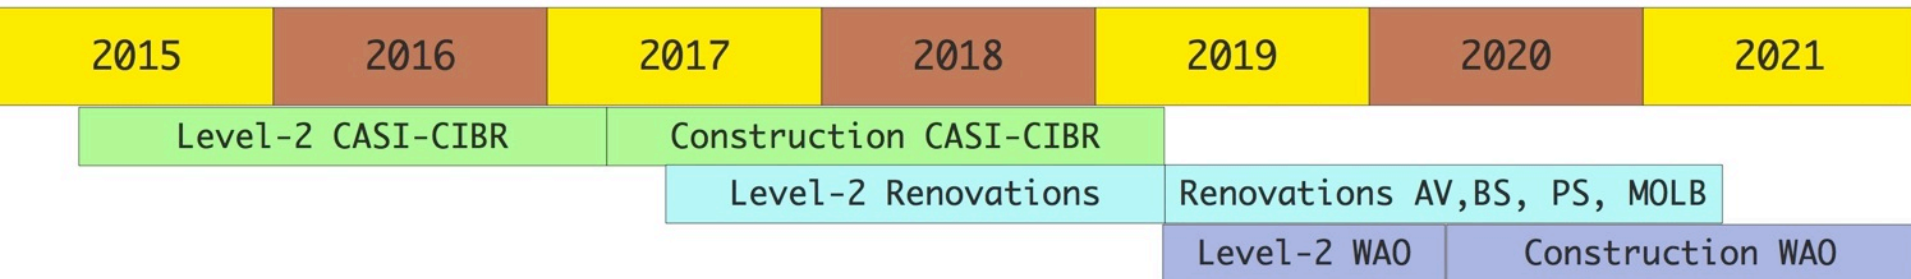 2015 2016 2017 2018 2019 2020 2021
Level-2 CASI-CIBR Construction CASI-CIBR
Level-2 Renovations Renovations AV,BS, PS, MOLB
Level-2 WAO Construction WAO